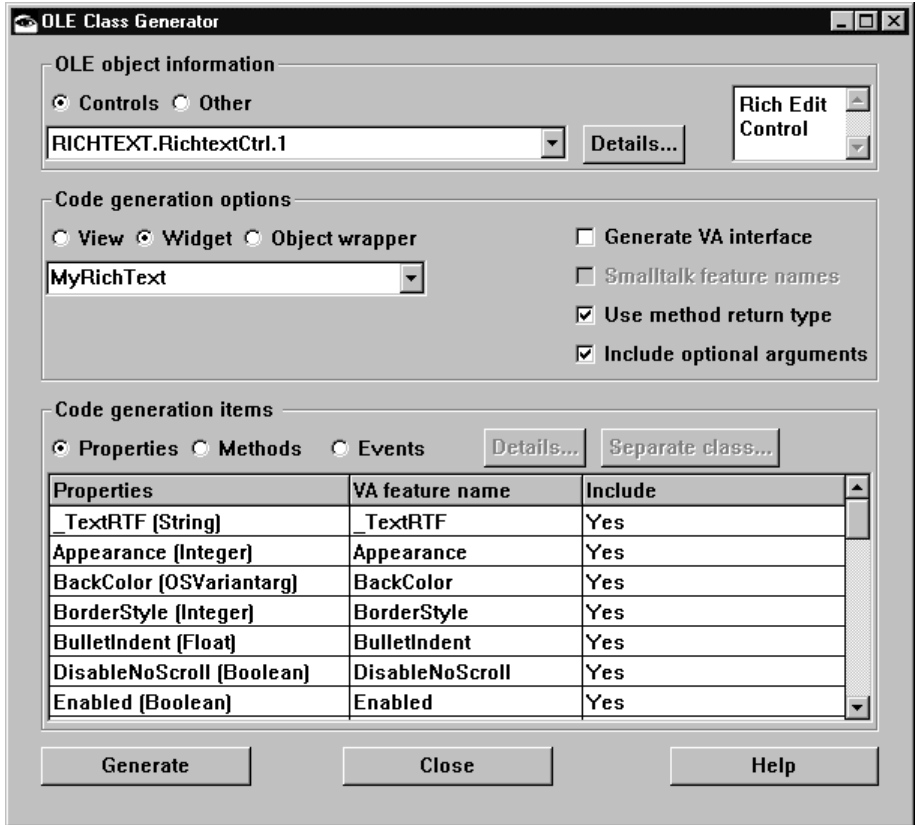 OLE Class Generator
OLE object information
Controls Other
RICHTEXT.RichtextCtrl.1 Details...
Rich Edit
Control
Code generation options
View Widget Object wrapper
MyRichText
Generate VA interface
Smalltalk feature names
Use method return type
Include optional arguments
Code generation items
Properties Methods Events Details... Separate class...
Properties VA feature name Include
_TextRTF (String) _TextRTF Yes
Appearance (Integer) Appearance Yes
BackColor (OSVariantarg) BackColor Yes
BorderStyle (Integer) BorderStyle Yes
BulletIndent (Float) BulletIndent Yes
DisableNoScroll (Boolean) DisableNoScroll Yes
Enabled (Boolean) Enabled Yes
Generate Close Help